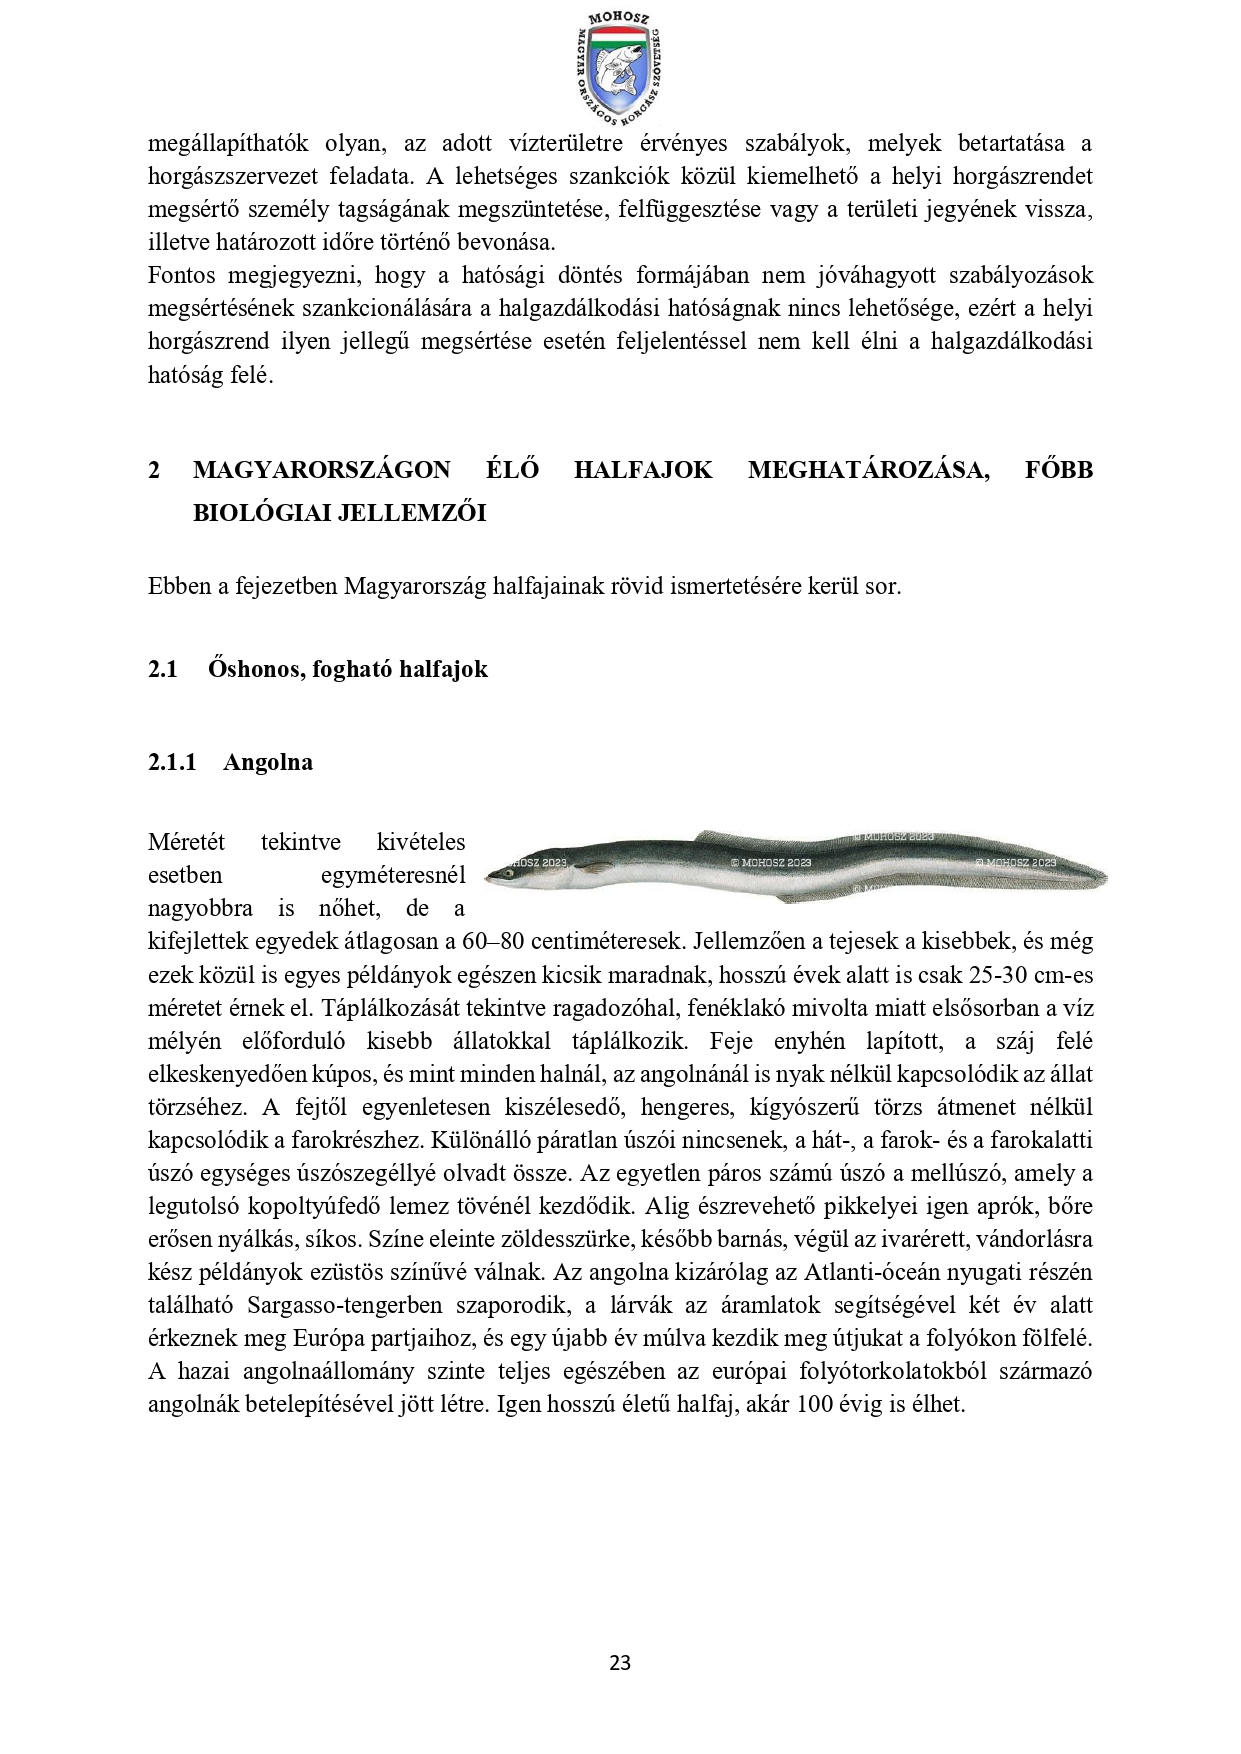 MOHOSZ
MAGYAR ORSZÁGOS HORGÁSZ SZÖVETSÉG
megállapíthatók olyan, az adott vízterületre érvényes szabályok, melyek betartatása a
horgászszervezet feladata. A lehetséges szankciók közül kiemelhető a helyi horgászrendet
megsértő személy tagságának megszüntetése, felfüggesztése vagy a területi jegyének vissza,
illetve határozott időre történő bevonása.
Fontos megjegyezni, hogy a hatósági döntés formájában nem jóváhagyott szabályozások
megsértésének szankcionálására a halgazdálkodási hatóságnak nincs lehetősége, ezért a helyi
horgászrend ilyen jellegű megsértése esetén feljelentéssel nem kell élni a halgazdálkodási
hatóság felé.
2 MAGYARORSZÁGON ÉLŐ HALFAJOK MEGHATÁROZÁSA, FŐBB
BIOLÓGIAI JELLEMZŐI
Ebben a fejezetben Magyarország halfajainak rövid ismertetésére kerül sor.
2.1 Őshonos, fogható halfajok
2.1.1 Angolna
Méretét tekintve kivételes
esetben egyméteresnél
nagyobbra is nőhet, de a
© MOHOSZ 2023
HOSZ 2023
© MOHOSZ 2023
© MOHOSZ 2023
© MOHO
kifejlettek egyedek átlagosan a 60–80 centiméteresek. Jellemzően a tejesek a kisebbek, és még
ezek közül is egyes példányok egészen kicsik maradnak, hosszú évek alatt is csak 25-30 cm-es
méretet érnek el. Táplálkozását tekintve ragadozóhal, fenéklakó mivolta miatt elsősorban a víz
mélyén előforduló kisebb állatokkal táplálkozik. Feje enyhén lapított, a száj felé
elkeskenyedően kúpos, és mint minden halnál, az angolnánál is nyak nélkül kapcsolódik az állat
törzséhez. A fejtől egyenletesen kiszélesedő, hengeres, kígyószerű törzs átmenet nélkül
kapcsolódik a farokrészhez. Különálló páratlan úszói nincsenek, a hát-, a farok- és a farokalatti
úszó egységes úszószegéllyé olvadt össze. Az egyetlen páros számú úszó a mellúszó, amely a
legutolsó kopoltyúfedő lemez tövénél kezdődik. Alig észrevehető pikkelyei igen aprók, bőre
erősen nyálkás, síkos. Színe eleinte zöldesszürke, később barnás, végül az ivarérett, vándorlásra
kész példányok ezüstös színűvé válnak. Az angolna kizárólag az Atlanti-óceán nyugati részén
található Sargasso-tengerben szaporodik, a lárvák az áramlatok segítségével két év alatt
érkeznek meg Európa partjaihoz, és egy újabb év múlva kezdik meg útjukat a folyókon fölfelé.
A hazai angolnaállomány szinte teljes egészében az európai folyótorkolatokból származó
angolnák betelepítésével jött létre. Igen hosszú életű halfaj, akár 100 évig is élhet.
23